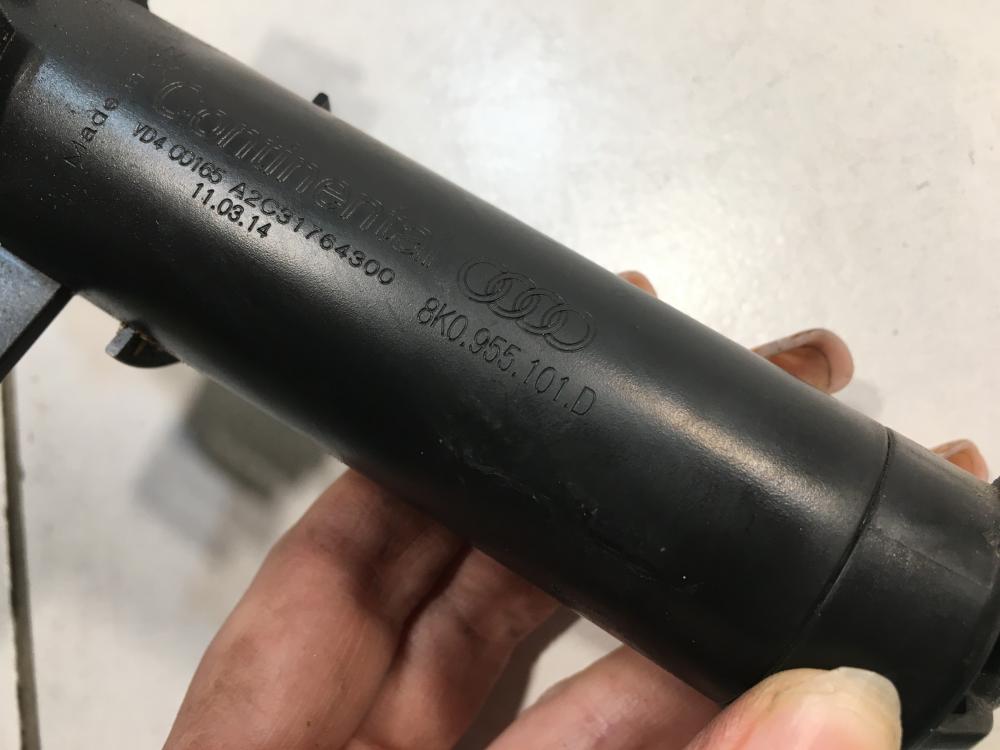 Made
Continental
VD4 00165 A2C31764300
11.03.14
8K0.955.101.D